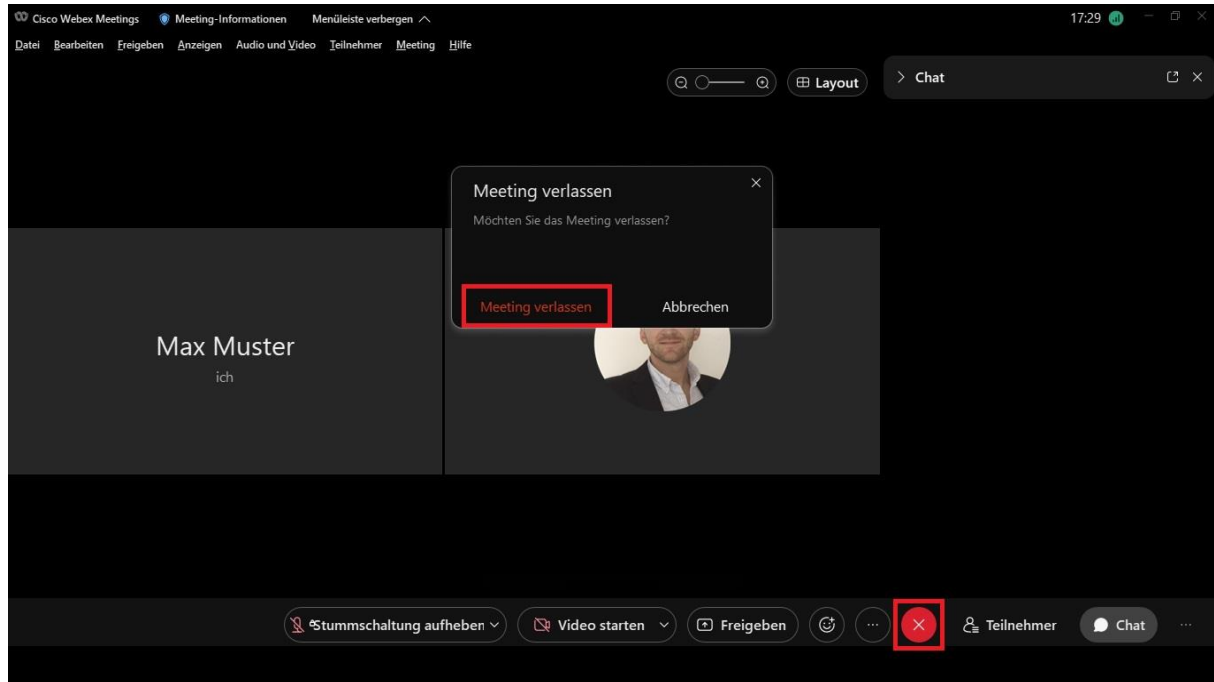 Cisco Webex Meetings Meeting-Informationen Menüleiste verbergen 17:29
Datei Bearbeiten Freigeben Anzeigen Audio und Video Teilnehmer Meeting Hilfe
Layout
Chat
Meeting verlassen
Möchten Sie das Meeting verlassen?
Meeting verlassen Abbrechen
Max Muster
ich
Stummschaltung aufheben Video starten Freigeben Teilnehmer Chat